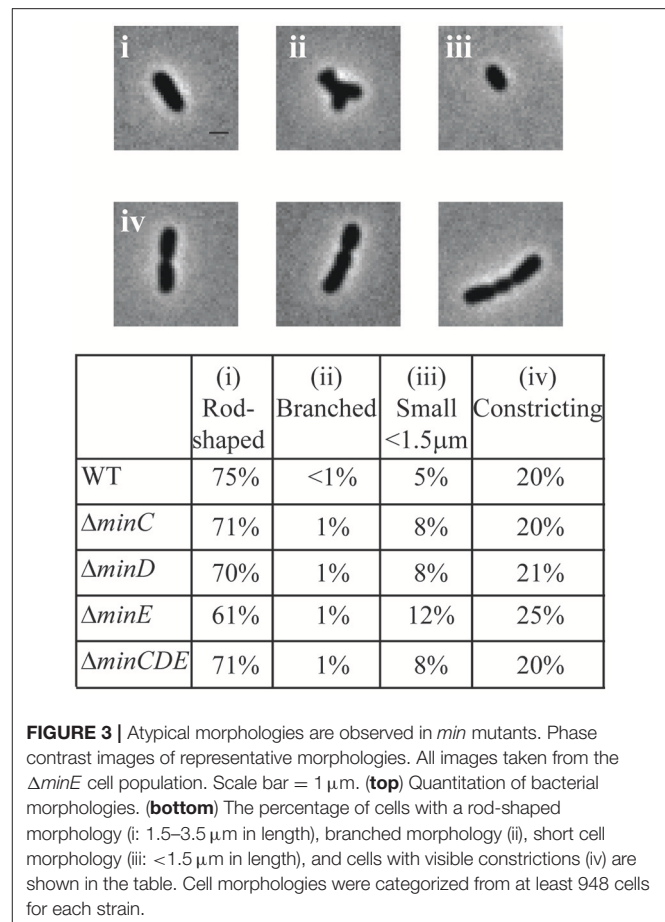 i ii iii
iv
(i) (ii) (iii) (iv)
Rod- Branched Small Constricting
shaped <1.5μm
WT 75% <1% 5% 20%
ΔminC 71% 1% 8% 20%
ΔminD 70% 1% 8% 21%
ΔminE 61% 1% 12% 25%
ΔminCDE 71% 1% 8% 20%
FIGURE 3 | Atypical morphologies are observed in min mutants. Phase
contrast images of representative morphologies. All images taken from the
ΔminE cell population. Scale bar = 1 μm. (top) Quantitation of bacterial
morphologies. (bottom) The percentage of cells with a rod-shaped
morphology (i: 1.5–3.5 μm in length), branched morphology (ii), short cell
morphology (iii: <1.5 μm in length), and cells with visible constrictions (iv) are
shown in the table. Cell morphologies were categorized from at least 948 cells
for each strain.